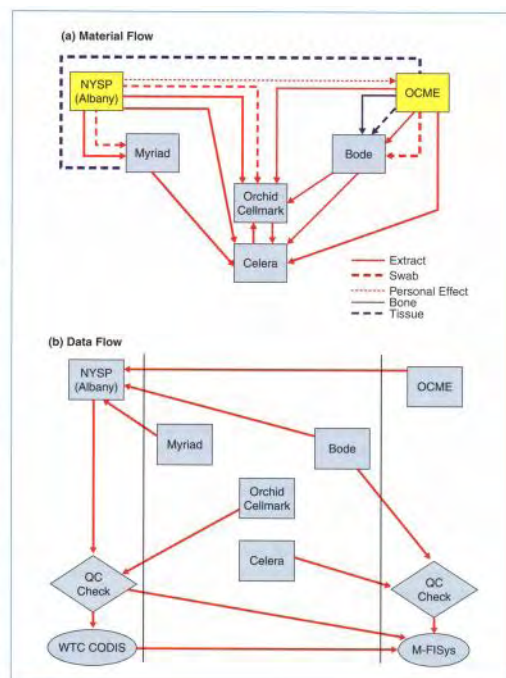 (a) Material Flow
NYSP
(Albany)
OCME
Myriad
Bode
Orchid
Cellmark
Celera
Extract
Swab
Personal Effect
Bone
Tissue
(b) Data Flow
NYSP
(Albany)
OCME
Myriad
Bode
Orchid
Cellmark
Celera
QC
Check
QC
Check
WTC CODIS
M-FISys